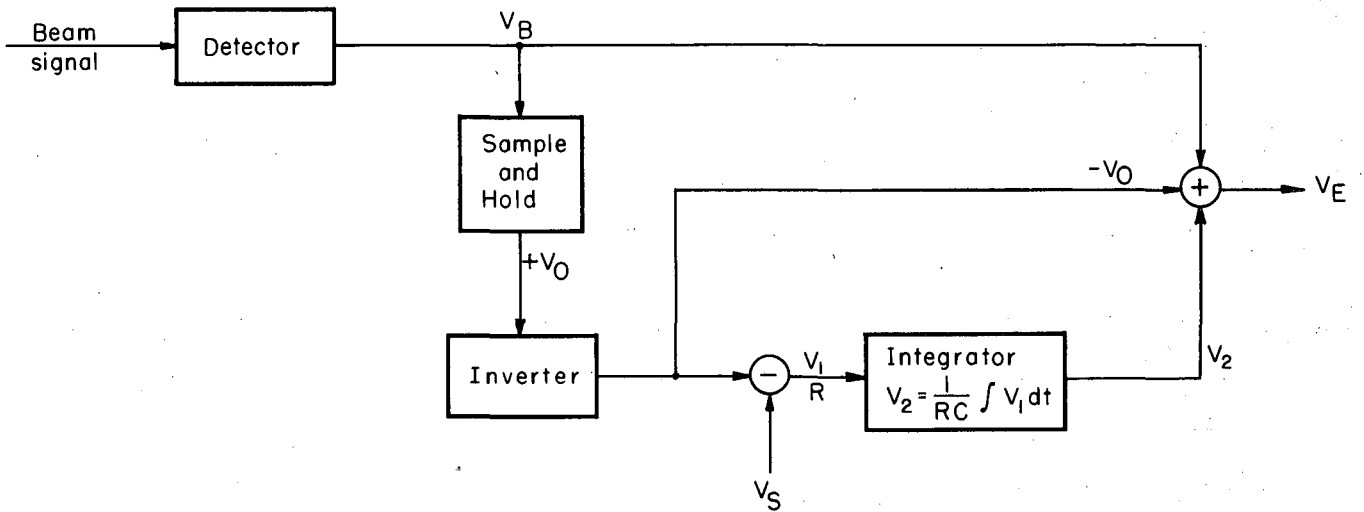 Beam
signal
Detector
V_B
Sample
and
Hold
+V_O
Inverter
-V_O
+
V_E
−
V_1
R
Integrator
V_2 = 1/RC ∫ V_1 dt
V_2
V_S